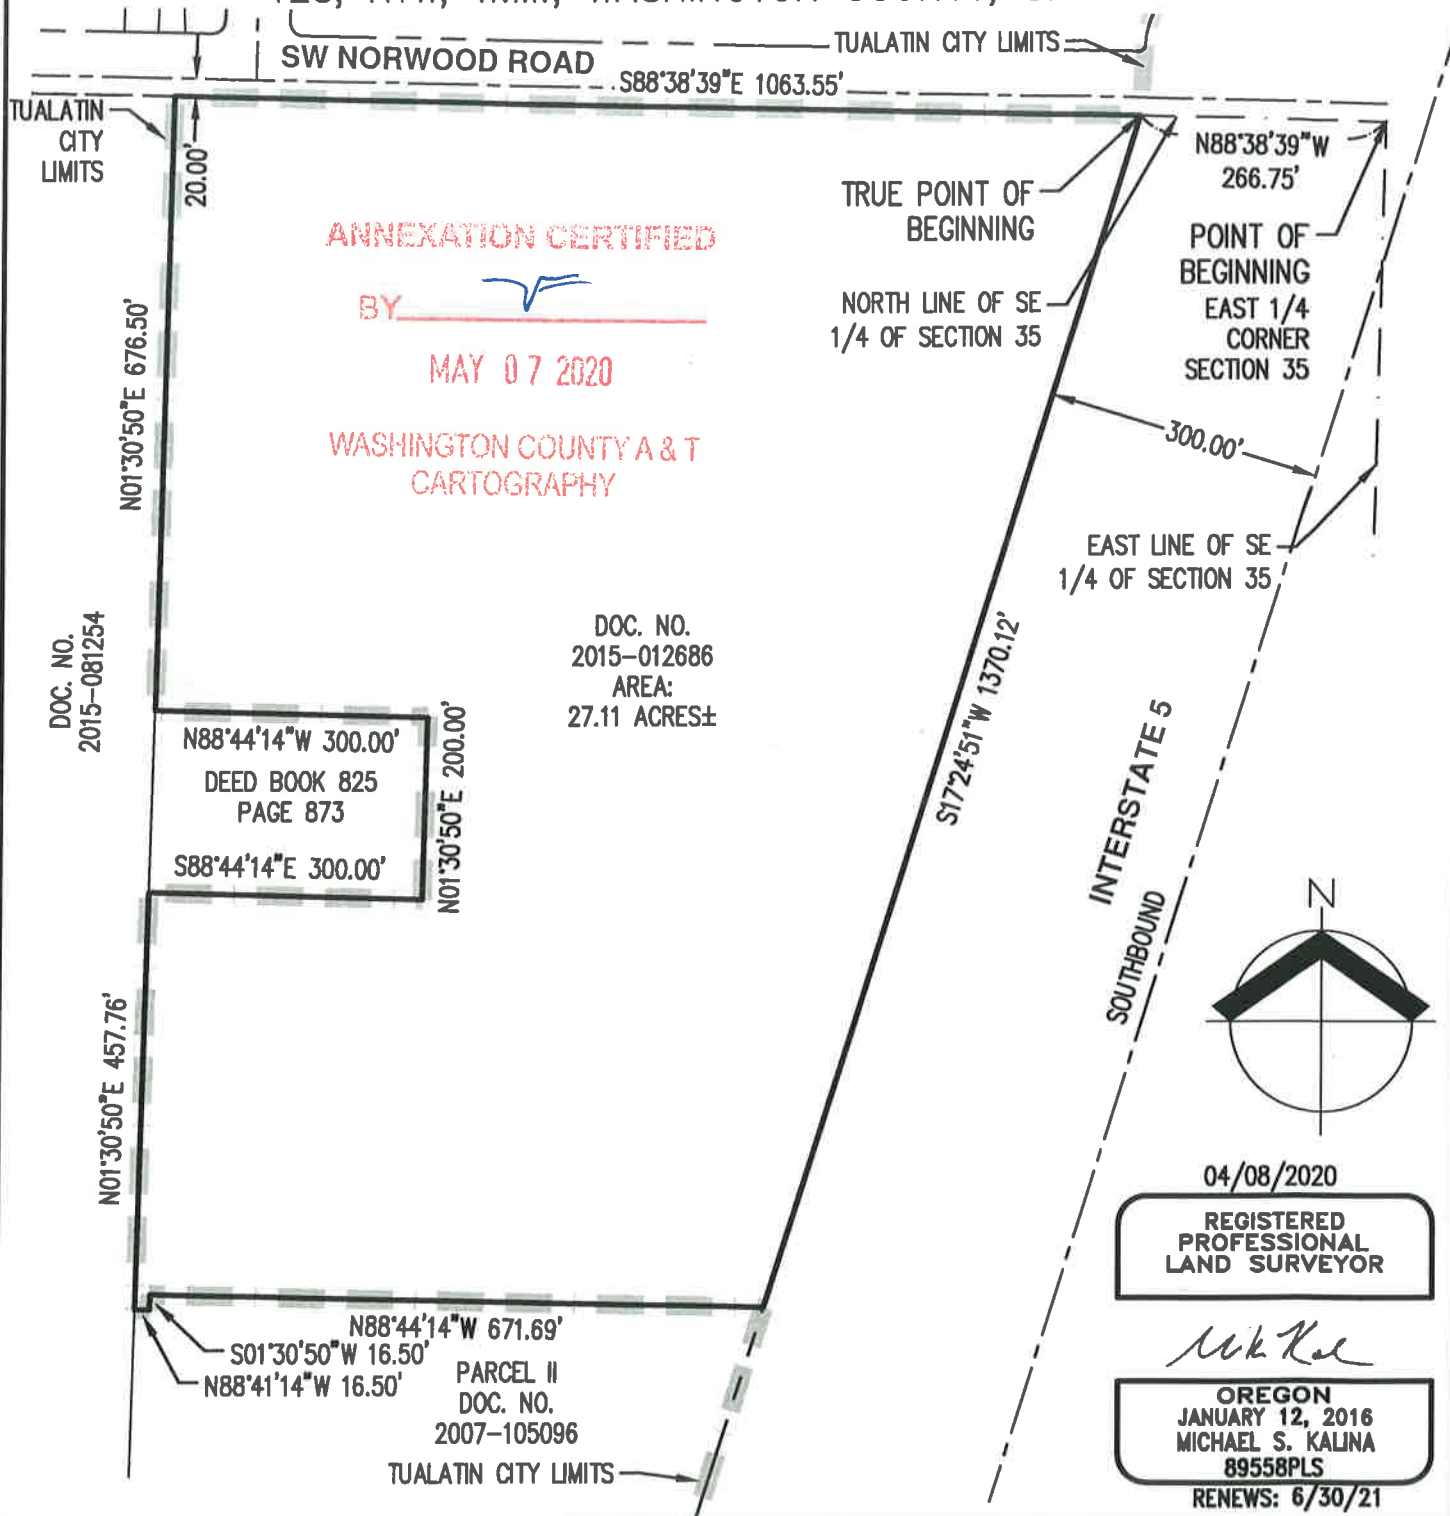 TUALATIN CITY LIMITS
SW NORWOOD ROAD
S88°38'39"E 1063.55'
TUALATIN
CITY
LIMITS
20.00'
N88°38'39"W
266.75'
TRUE POINT OF
BEGINNING
POINT OF
BEGINNING
EAST 1/4
CORNER
SECTION 35
NORTH LINE OF SE
1/4 OF SECTION 35
ANNEXATION CERTIFIED
BY
MAY 07 2020
WASHINGTON COUNTY A & T
CARTOGRAPHY
N01°30'50"E 676.50'
300.00'
EAST LINE OF SE
1/4 OF SECTION 35
DOC. NO.
2015-081254
DOC. NO.
2015-012686
AREA:
27.11 ACRES±
S17°24'51"W 1370.12'
N88°44'14"W 300.00'
DEED BOOK 825
PAGE 873
S88°44'14"E 300.00'
N01°30'50"E 200.00'
INTERSTATE 5
SOUTHBOUND
N
N01°30'50"E 457.76'
04/08/2020
REGISTERED
PROFESSIONAL
LAND SURVEYOR
N88°44'14"W 671.69'
S01°30'50"W 16.50'
N88°41'14"W 16.50'
PARCEL II
DOC. NO.
2007-105096
TUALATIN CITY LIMITS
OREGON
JANUARY 12, 2016
MICHAEL S. KALINA
89558PLS
RENEWS: 6/30/21